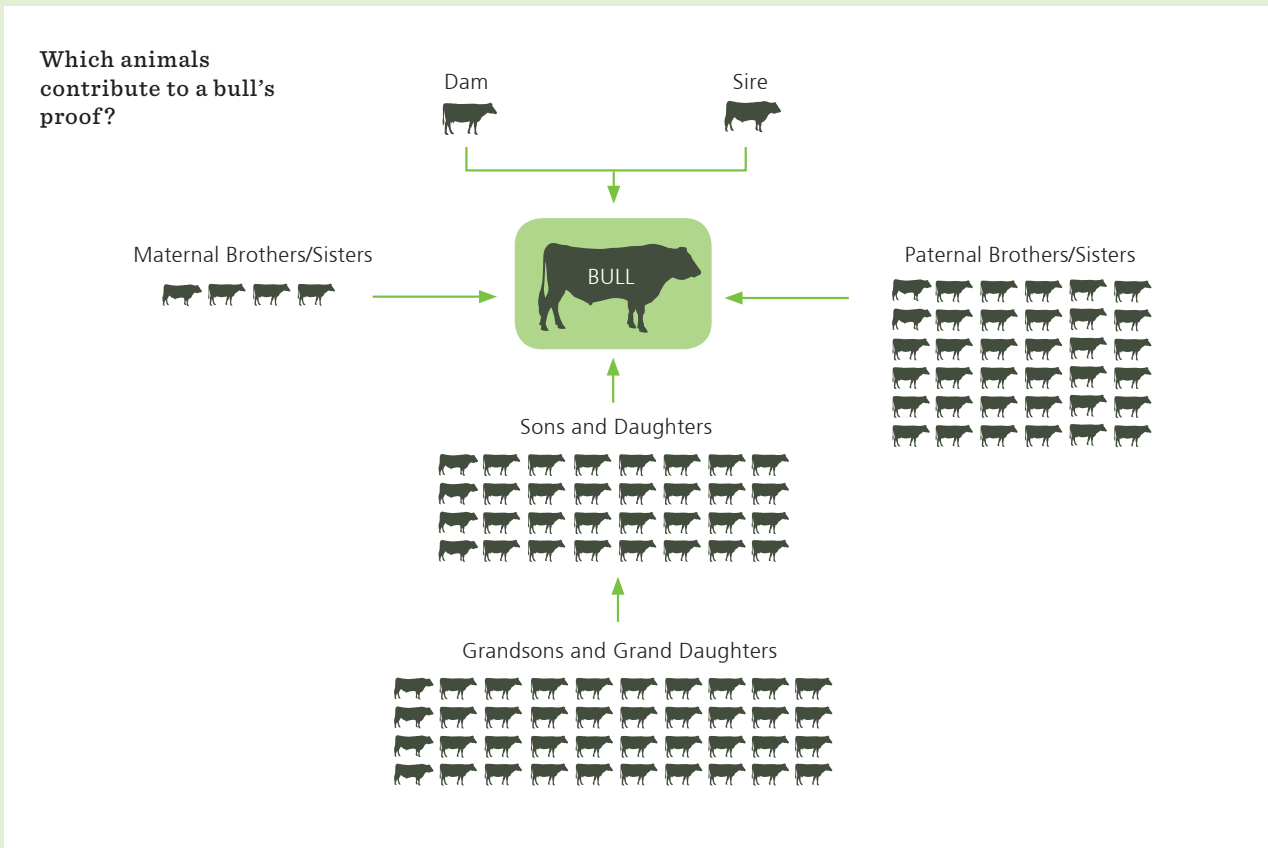 Which animals
contribute to a bull’s
proof?
Dam
Sire
Maternal Brothers/Sisters
BULL
Paternal Brothers/Sisters
Sons and Daughters
Grandsons and Grand Daughters